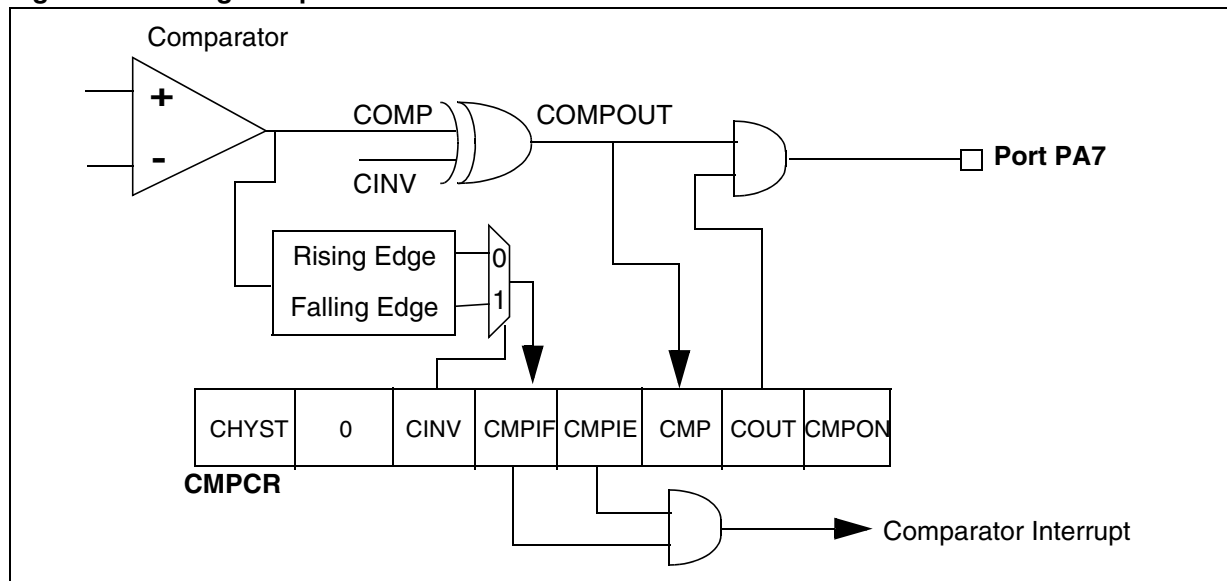 Comparator
+
-
COMP
COMPOUT
CINV
Port PA7
Rising Edge
0
Falling Edge
1
CHYST 0 CINV CMPIF CMPIE CMP COUT CMPON
CMPCR
Comparator Interrupt